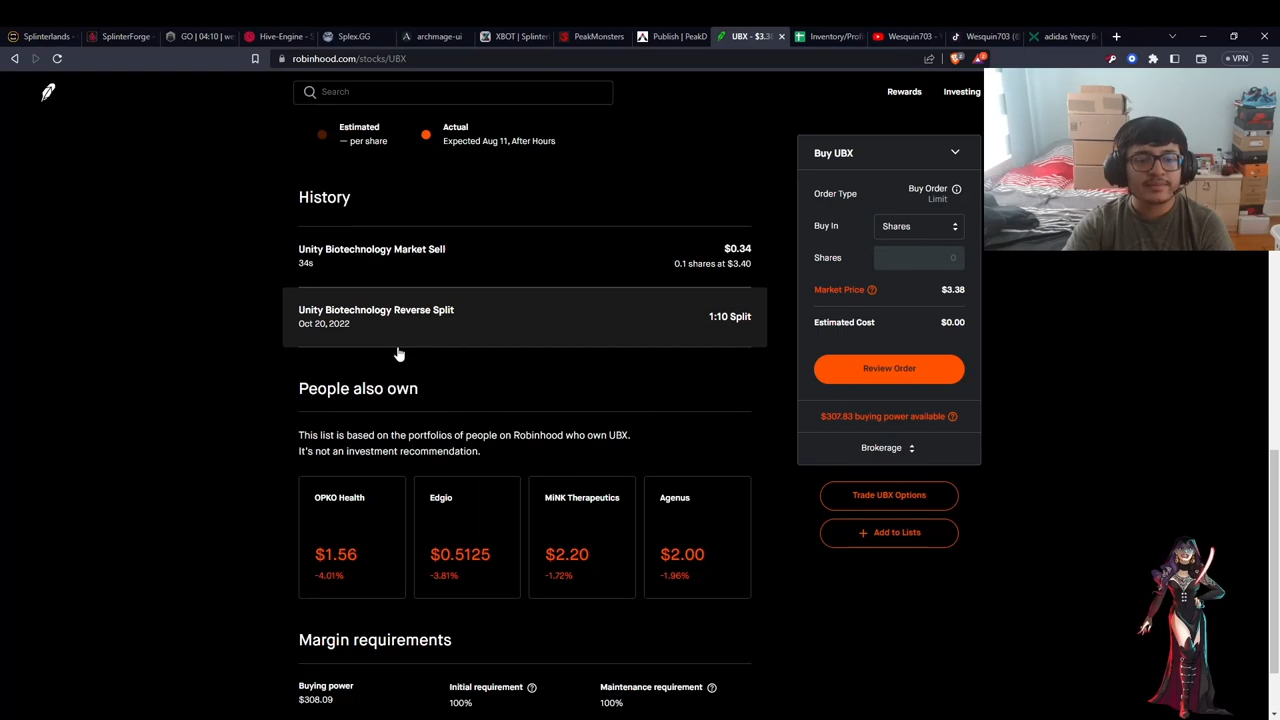 Splinterlands -
SplinterForge -
GO | 04:10 | we
Hive-Engine - S
Splex.GG
archmage-ui
XBOT | Splinter
PeakMonsters
Publish | PeakD
UBX - $3.38
Inventory/Profi
Wesquin703 - Y
Wesquin703 (@
adidas Yeezy Bo
robinhood.com/stocks/UBX
VPN
Search
Rewards
Investing
Estimated
— per share
Actual
Expected Aug 11, After Hours
History
Unity Biotechnology Market Sell
$0.34
34s
0.1 shares at $3.40
Unity Biotechnology Reverse Split
Oct 20, 2022
1:10 Split
People also own
This list is based on the portfolios of people on Robinhood who own UBX.
It's not an investment recommendation.
OPKO Health
$1.56
-4.01%
Edgio
$0.5125
-3.81%
MiNK Therapeutics
$2.20
-1.72%
Agenus
$2.00
-1.96%
Margin requirements
Buying power
$308.09
Initial requirement
100%
Maintenance requirement
100%
Buy UBX
Order Type
Buy Order
Limit
Buy In
Shares
Shares
0
Market Price
$3.38
Estimated Cost
$0.00
Review Order
$307.83 buying power available
Brokerage
Trade UBX Options
+ Add to Lists